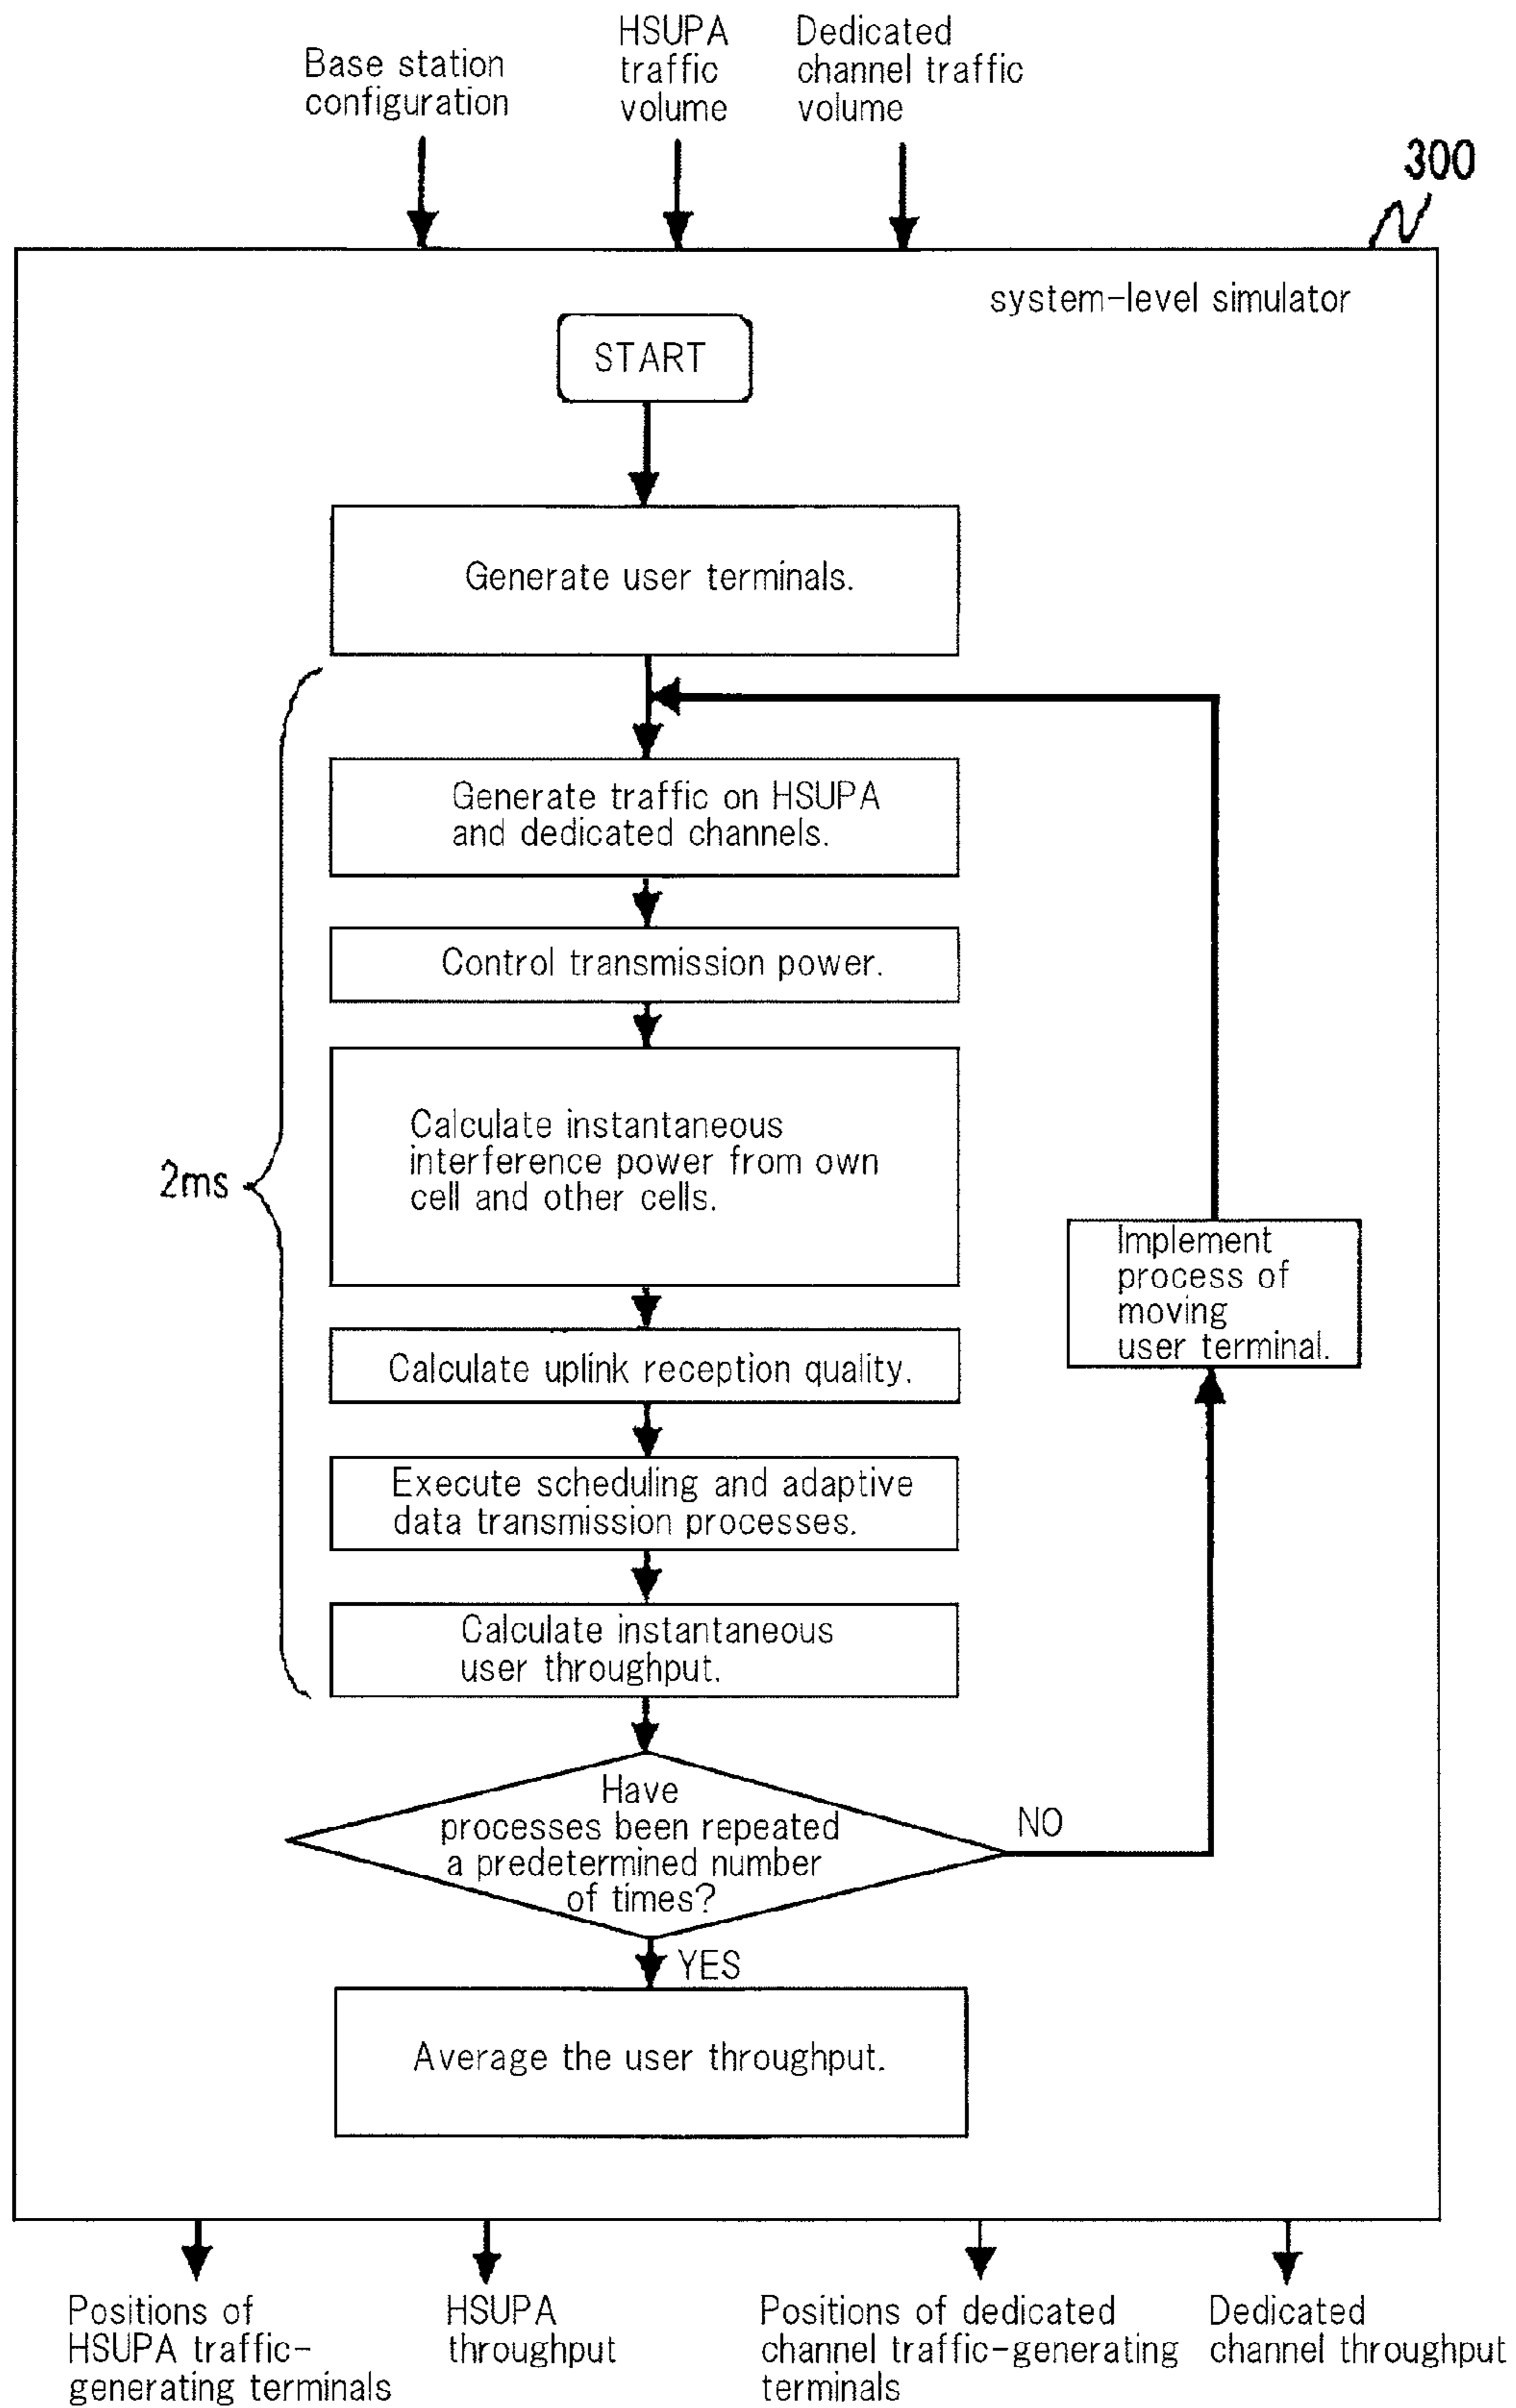 Base station
configuration
HSUPA
traffic
volume
Dedicated
channel traffic
volume
300
system-level simulator
START
Generate user terminals.
Generate traffic on HSUPA
and dedicated channels.
Control transmission power.
Calculate instantaneous
interference power from own
cell and other cells.
2ms
Implement
process of
moving
user terminal.
Calculate uplink reception quality.
Execute scheduling and adaptive
data transmission processes.
Calculate instantaneous
user throughput.
Have
processes been repeated
a predetermined number
of times?
NO
YES
Average the user throughput.
Positions of
HSUPA traffic-
generating terminals
HSUPA
throughput
Positions of dedicated
channel traffic-generating
terminals
Dedicated
channel throughput